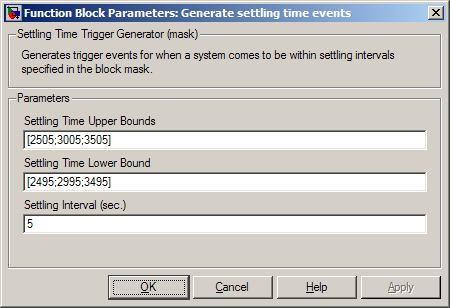 Function Block Parameters: Generate settling time events
Settling Time Trigger Generator (mask)
Generates trigger events for when a system comes to be within settling intervals
specified in the block mask.
Parameters
Settling Time Upper Bounds
[2505;3005;3505]
Settling Time Lower Bound
[2495;2995;3495]
Settling Interval (sec.)
5
OK Cancel Help Apply